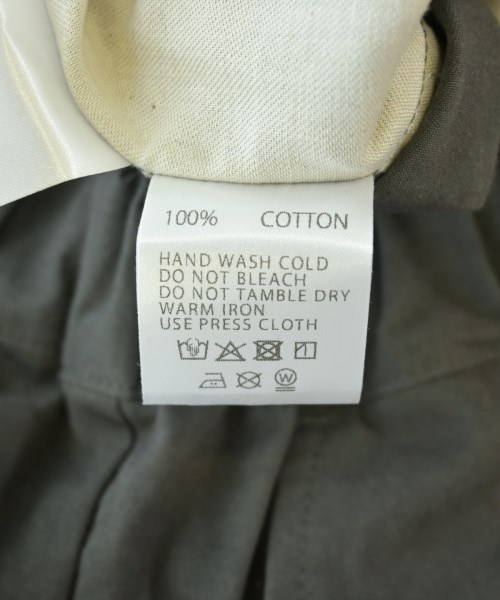 100% COTTON
HAND WASH COLD
DO NOT BLEACH
DO NOT TAMBLE DRY
WARM IRON
USE PRESS CLOTH
W